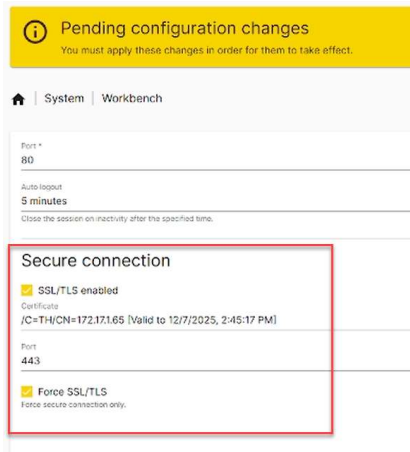 Pending configuration changes
You must apply these changes in order for them to take effect.
System | Workbench
Port *
80
Auto logout
5 minutes
Close the session on inactivity after the specified time.
Secure connection
SSL/TLS enabled
Certificate
/C=TH/CN=172.17.1.65 [Valid to 12/7/2025, 2:45:17 PM]
Port
443
Force SSL/TLS
Force secure connection only.